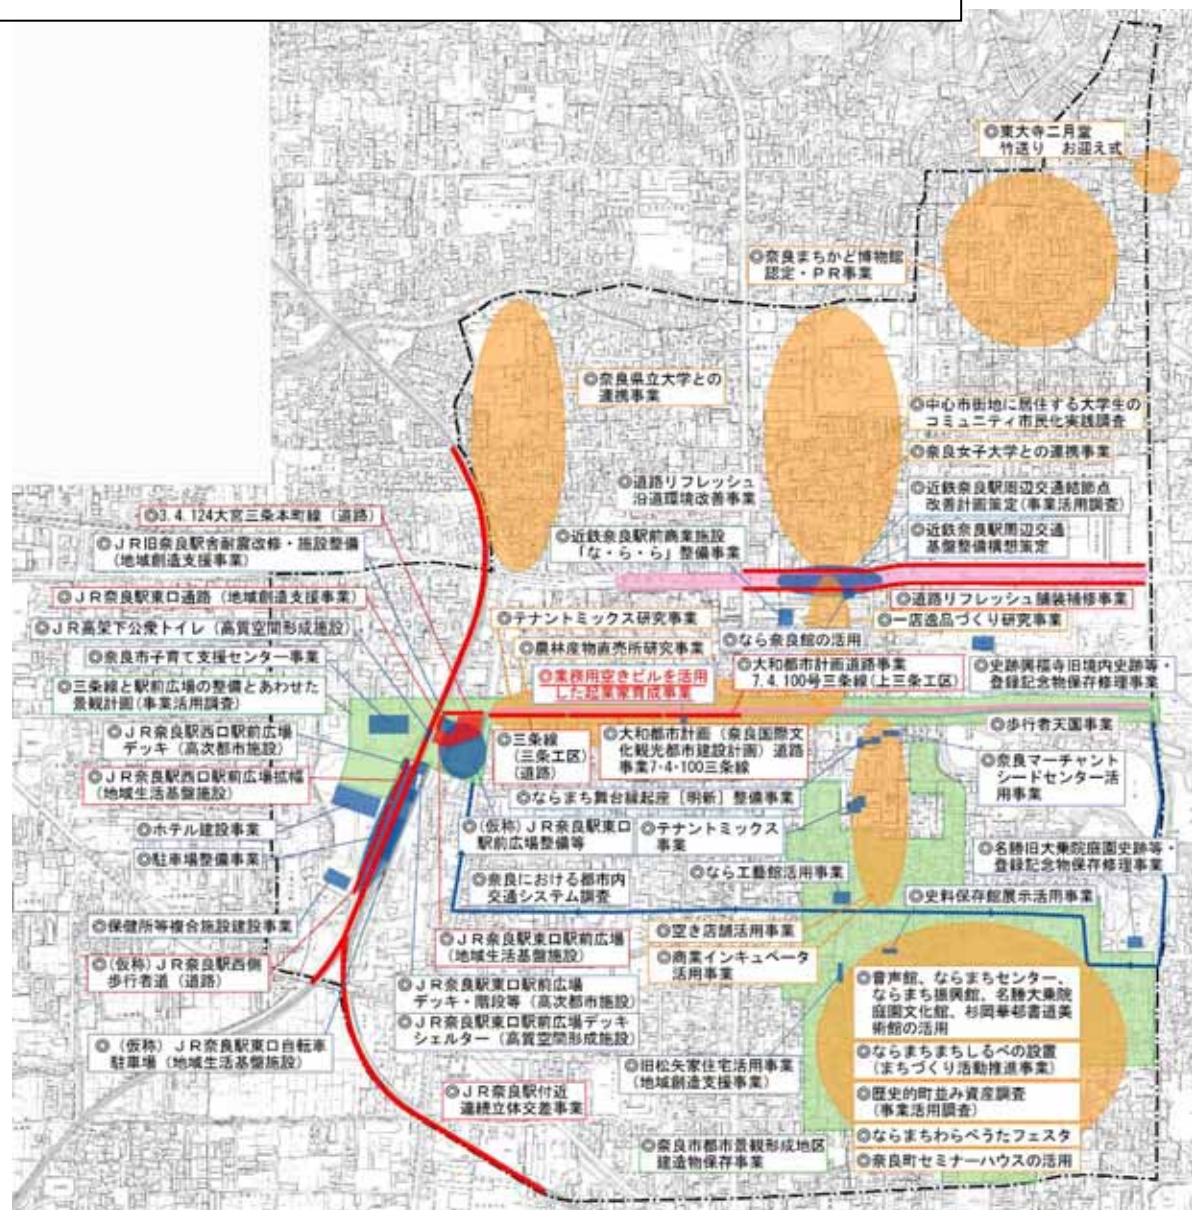 ◎東大寺二月堂
竹送り お迎え式
◎奈良まちかど博物館
認定・PR事業
◎奈良県立大学との
連携事業
◎中心市街地に居住する大学生の
コミュニティ市民化実践調査
◎奈良女子大学との連携事業
◎道路リフレッシュ
沿道環境改善事業
◎近鉄奈良駅周辺交通結節点
改善計画策定(事業活用調査)
◎近鉄奈良駅前商業施設
「な・ら・ら」整備事業
◎近鉄奈良駅周辺交通
基盤整備構想策定
◎3.4.124大宮三条本町線(道路)
◎JR旧奈良駅舎耐震改修・施設整備
(地域創造支援事業)
◎JR奈良駅東口通路(地域創造支援事業)
◎JR高架下公衆トイレ(高質空間形成施設)
◎奈良市子育て支援センター事業
◎三条線と駅前広場の整備とあわせた
景観計画(事業活用調査)
◎JR奈良駅西口駅前広場
デッキ(高次都市施設)
◎JR奈良駅西口駅前広場拡幅
(地域生活基盤施設)
◎ホテル建設事業
◎駐車場整備事業
◎保健所等複合施設建設事業
◎(仮称)JR奈良駅西側
歩行者道(道路)
◎(仮称)JR奈良駅東口自転車
駐車場(地域生活基盤施設)
◎テナントミックス研究事業
◎農林産物直売所研究事業
◎業務用空きビルを活用
した起業家育成事業
◎道路リフレッシュ舗装補修事業
◎一店逸品づくり研究事業
◎なら奈良館の活用
◎大和都市計画道路事業
7.4.100号三条線(上三条工区)
◎史跡興福寺旧境内史跡等・
登録記念物保存修理事業
◎歩行者天国事業
◎三条線
(三条工区)
(道路)
◎大和都市計画(奈良国際文
化観光都市建設計画)道路
事業7・4・100三条線
◎奈良マーチャント
シードセンター活
用事業
◎ならまち舞台縁起座[明新]整備事業
◎(仮称)JR奈良駅東口
駅前広場整備等
◎テナントミックス
事業
◎名勝旧大乗院庭園史跡等・
登録記念物保存修理事業
◎奈良における都市内
交通システム調査
◎なら工藝館活用事業
◎史料保存館展示活用事業
◎空き店舗活用事業
◎JR奈良駅東口駅前広場
(地域生活基盤施設)
◎商業インキュベータ
活用事業
◎JR奈良駅東口駅前広場
デッキ・階段等(高次都市施設)
◎JR奈良駅東口駅前広場デッキ
シェルター(高質空間形成施設)
◎音声館、ならまちセンター、
ならまち振興館、名勝大乗院
庭園文化館、杉岡華邨書道美
術館の活用
◎ならまちまちしるべの設置
(まちづくり活動推進事業)
◎旧松矢家住宅活用事業
(地域創造支援事業)
◎歴史的町並み資産調査
(事業活用調査)
◎JR奈良駅付近
連続立体交差事業
◎ならまちわらべうたフェスタ
◎奈良市都市景観形成地区
建造物保存事業
◎奈良町セミナーハウスの活用